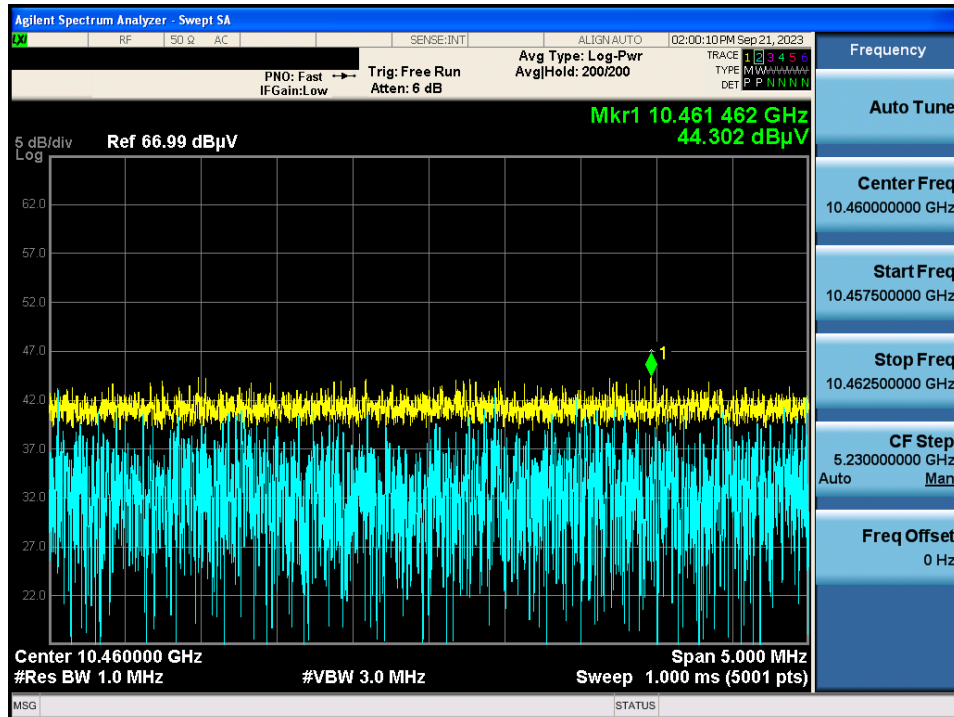 Agilent Spectrum Analyzer - Swept SA
LXI RF 50 Ω AC SENSE:INT ALIGN AUTO 02:00:10 PM Sep 21, 2023
PNO: Fast
IFGain:Low
Trig: Free Run
Atten: 6 dB
Avg Type: Log-Pwr
Avg|Hold: 200/200
TRACE 1 2 3 4 5 6
TYPE M W W W W W
DET P P N N N N
Mkr1 10.461 462 GHz
44.302 dBµV
5 dB/div
Log
Ref 66.99 dBµV
62.0
57.0
52.0
47.0
42.0
37.0
32.0
27.0
22.0
1
Center 10.460000 GHz
Span 5.000 MHz
#Res BW 1.0 MHz
#VBW 3.0 MHz
Sweep 1.000 ms (5001 pts)
MSG
STATUS
Frequency
Auto Tune
Center Freq
10.460000000 GHz
Start Freq
10.457500000 GHz
Stop Freq
10.462500000 GHz
CF Step
5.230000000 GHz
Auto Man
Freq Offset
0 Hz